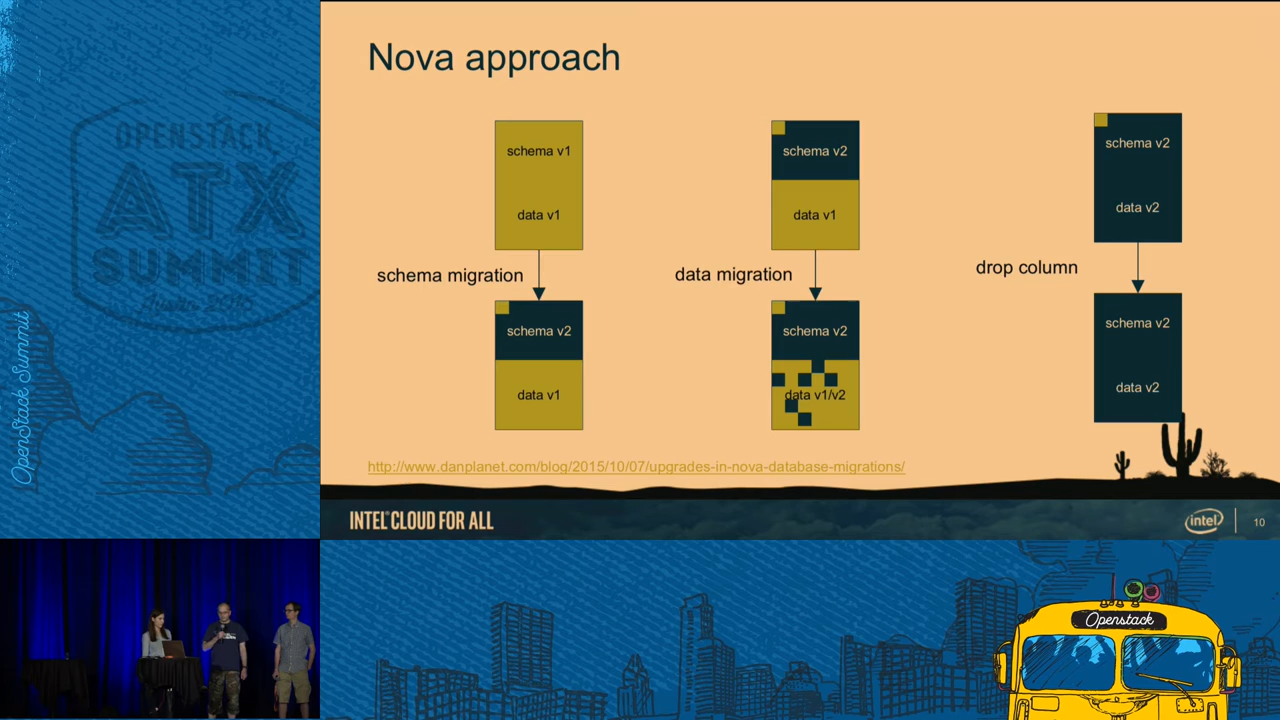 OPENSTACK
ATX
SUMMIT
Austin 2016
OpenStack Summit
Nova approach
schema v1
data v1
schema migration
schema v2
data v1
schema v2
data v1
data migration
schema v2
data v1/v2
schema v2
data v2
drop column
schema v2
data v2
http://www.danplanet.com/blog/2015/10/07/upgrades-in-nova-database-migrations/
INTEL® CLOUD FOR ALL
intel
10
Openstack